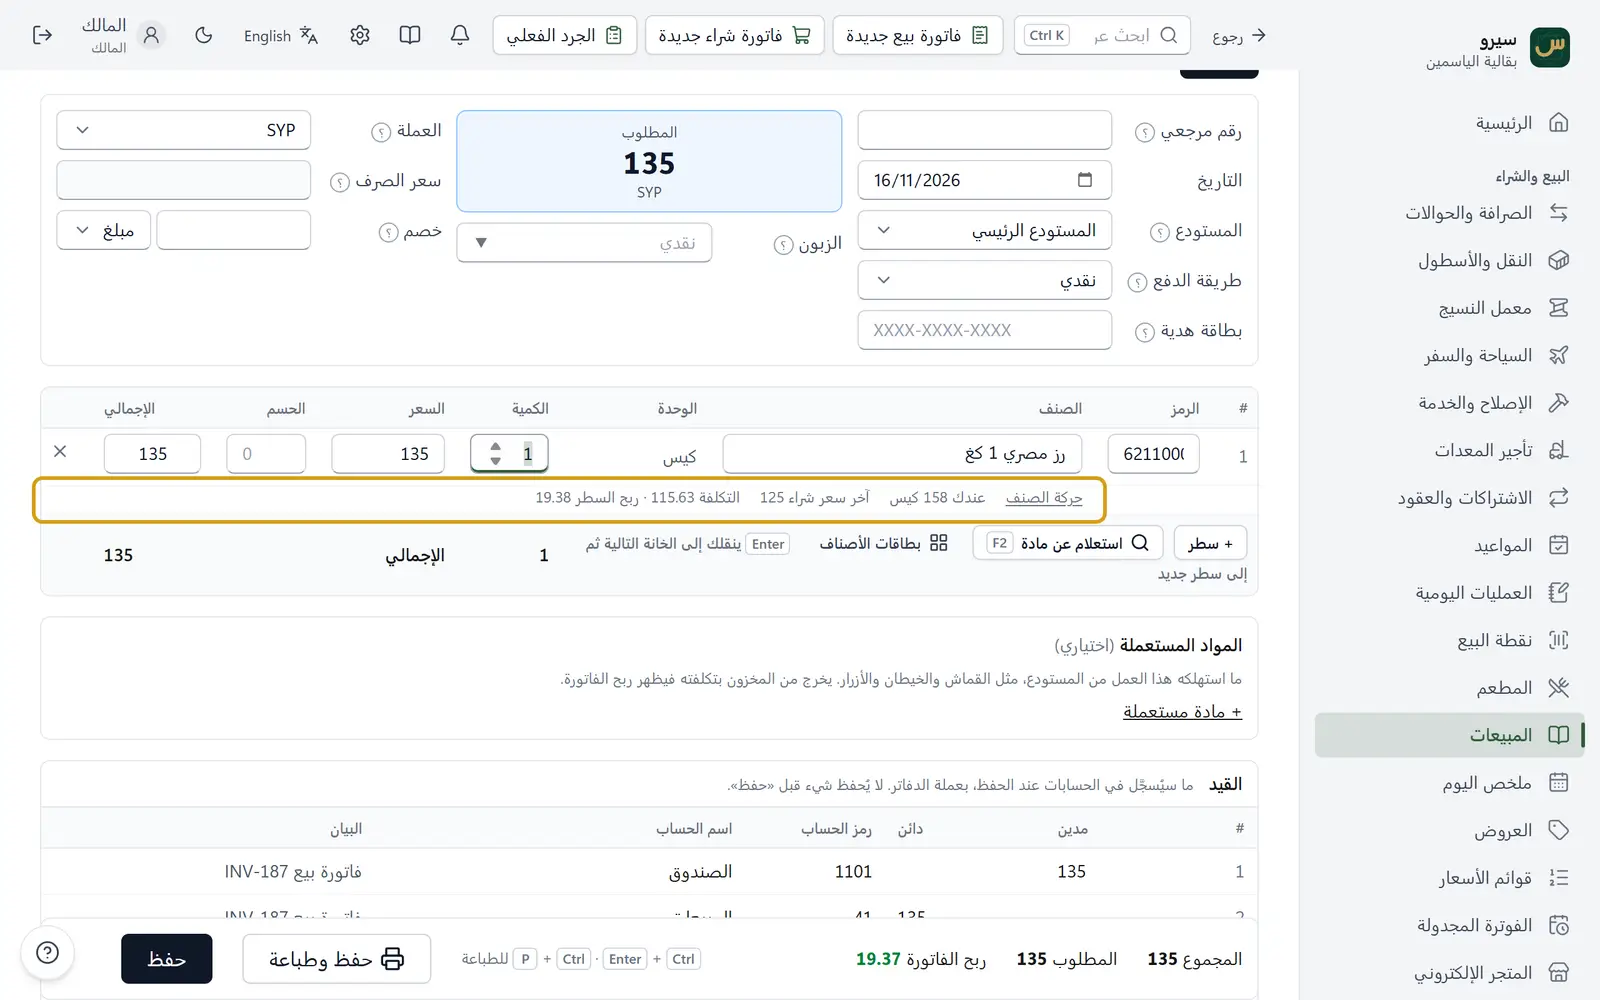 سيرو
بقالية الياسمين
رجوع
ابحث عن
Ctrl K
فاتورة بيع جديدة
فاتورة شراء جديدة
الجرد الفعلي
English
المالك
المالك
الرئيسية
البيع والشراء
الصرافة والحوالات
النقل والأسطول
معمل النسيج
السياحة والسفر
الإصلاح والخدمة
تأجير المعدات
الاشتراكات والعقود
المواعيد
العمليات اليومية
نقطة البيع
المطعم
المبيعات
ملخص اليوم
العروض
قوائم الأسعار
الفوترة المجدولة
المتجر الإلكتروني
رقم مرجعي ؟
التاريخ 16/11/2026
المستودع ؟ المستودع الرئيسي
طريقة الدفع ؟ نقدي
بطاقة هدية ؟ XXXX-XXXX-XXXX
المطلوب
135
SYP
الزبون ؟ نقدي
العملة ؟ SYP
سعر الصرف ؟
خصم ؟ مبلغ
# الرمز الصنف الوحدة الكمية السعر الحسم الإجمالي
1 6211000 رز مصري 1 كغ كيس 1 135 0 135
حركة الصنف عندك 158 كيس آخر سعر شراء 125 التكلفة 115.63 · ربح السطر 19.38
+ سطر استعلام عن مادة F2 بطاقات الأصناف Enter ينقلك إلى الخانة التالية ثم
إلى سطر جديد
1 الإجمالي 135
المواد المستعملة (اختياري)
ما استهلكه هذا العمل من المستودع، مثل القماش والخيطان والأزرار. يخرج من المخزون بتكلفته فيظهر ربح الفاتورة.
+ مادة مستعملة
القيد ما سيُسجَّل في الحسابات عند الحفظ، بعملة الدفاتر. لا يُحفظ شيء قبل «حفظ».
# مدين دائن رمز الحساب اسم الحساب البيان
1 135 1101 الصندوق فاتورة بيع INV-187
2 135 41 المبيعات فاتورة بيع INV-187
المجموع 135 المطلوب 135 ربح الفاتورة 19.37
Ctrl + Enter · Ctrl + P للطباعة
حفظ وطباعة
حفظ